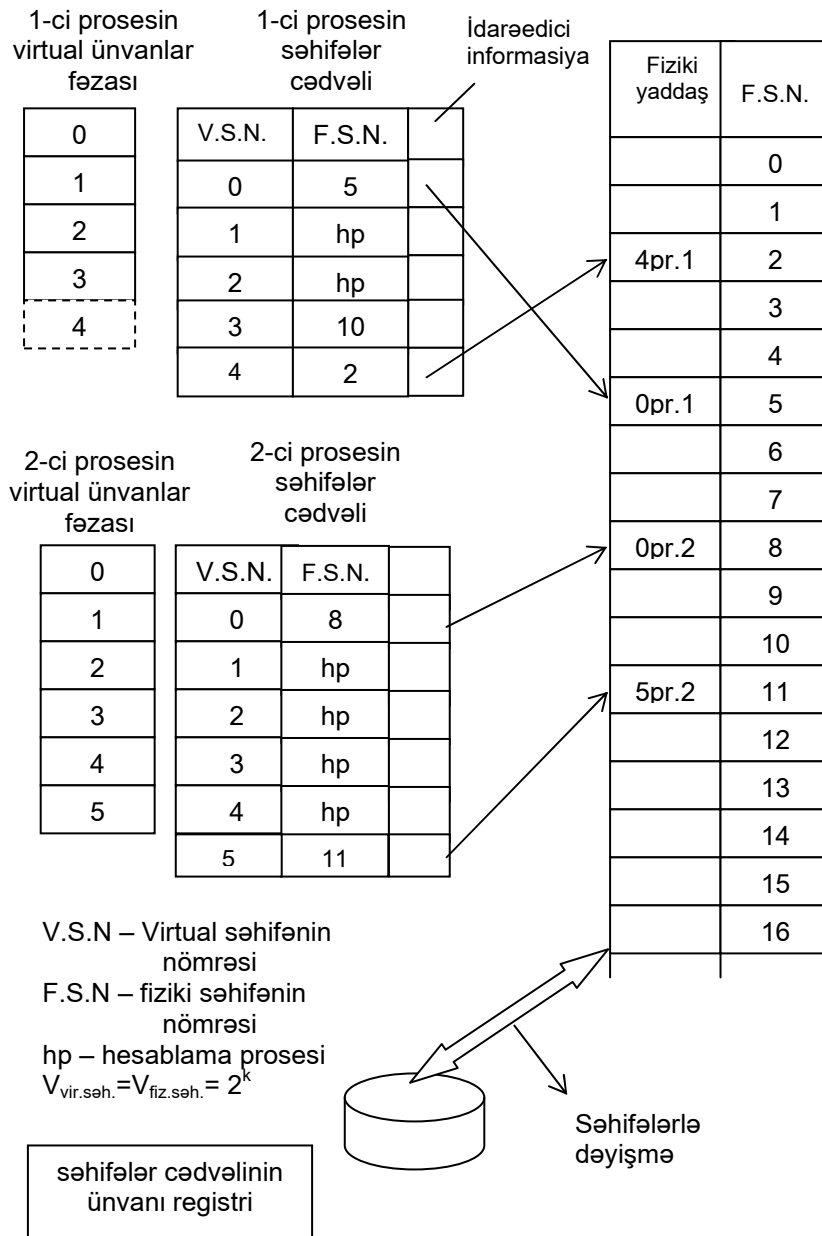 1-ci prosesin
virtual ünvanlar
fəzası
0
1
2
3
4
1-ci prosesin
səhifələr
cədvəli
İdarəedici
informasiya
V.S.N. F.S.N.
0 5
1 hp
2 hp
3 10
4 2
2-ci prosesin
virtual ünvanlar
fəzası
0
1
2
3
4
5
2-ci prosesin
səhifələr
cədvəli
V.S.N. F.S.N.
0 8
1 hp
2 hp
3 hp
4 hp
5 11
Fiziki
yaddaş
F.S.N.
0
1
4pr.1 2
3
4
0pr.1 5
6
7
0pr.2 8
9
10
5pr.2 11
12
13
14
15
16
V.S.N – Virtual səhifənin
nömrəsi
F.S.N – fiziki səhifənin
nömrəsi
hp – hesablama prosesi
Vvir.səh.=Vfiz.səh.= 2^k
Səhifələrlə
dəyişmə
səhifələr cədvəlinin
ünvanı registri